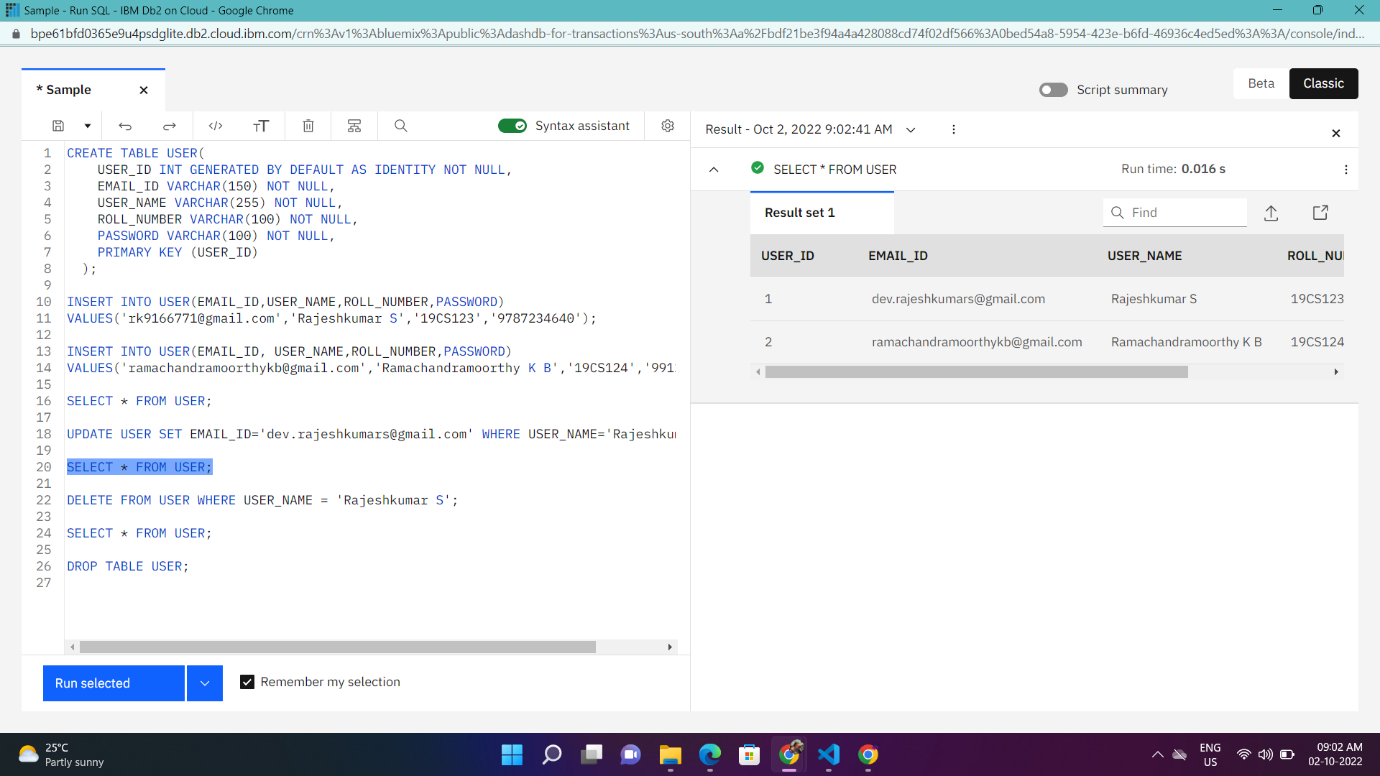 Sample - Run SQL - IBM Db2 on Cloud - Google Chrome
bpe61bfd0365e9u4psdglite.db2.cloud.ibm.com/crn%3Av1%3Abluemix%3Apublic%3Adashdb-for-transactions%3Aus-south%3Aa%2Fbdf21be3f94a4a428088cd74f02df566%3A0bed54a8-5954-423e-b6fd-46936c4ed5ed%3A%3A/console/ind...
* Sample
Script summary
Beta
Classic
Syntax assistant
1 CREATE TABLE USER(
2 USER_ID INT GENERATED BY DEFAULT AS IDENTITY NOT NULL,
3 EMAIL_ID VARCHAR(150) NOT NULL,
4 USER_NAME VARCHAR(255) NOT NULL,
5 ROLL_NUMBER VARCHAR(100) NOT NULL,
6 PASSWORD VARCHAR(100) NOT NULL,
7 PRIMARY KEY (USER_ID)
8 );
9
10 INSERT INTO USER(EMAIL_ID,USER_NAME,ROLL_NUMBER,PASSWORD)
11 VALUES('rk9166771@gmail.com','Rajeshkumar S','19CS123','9787234640');
12
13 INSERT INTO USER(EMAIL_ID, USER_NAME,ROLL_NUMBER,PASSWORD)
14 VALUES('ramachandramoorthykb@gmail.com','Ramachandramoorthy K B','19CS124','991
15
16 SELECT * FROM USER;
17
18 UPDATE USER SET EMAIL_ID='dev.rajeshkumars@gmail.com' WHERE USER_NAME='Rajeshku
19
20 SELECT * FROM USER;
21
22 DELETE FROM USER WHERE USER_NAME = 'Rajeshkumar S';
23
24 SELECT * FROM USER;
25
26 DROP TABLE USER;
27
Run selected
Remember my selection
Result - Oct 2, 2022 9:02:41 AM
SELECT * FROM USER
Run time: 0.016 s
Result set 1
Find
USER_ID EMAIL_ID USER_NAME ROLL_NU
1 dev.rajeshkumars@gmail.com Rajeshkumar S 19CS123
2 ramachandramoorthykb@gmail.com Ramachandramoorthy K B 19CS124
25°C
Partly sunny
ENG
US
09:02 AM
02-10-2022